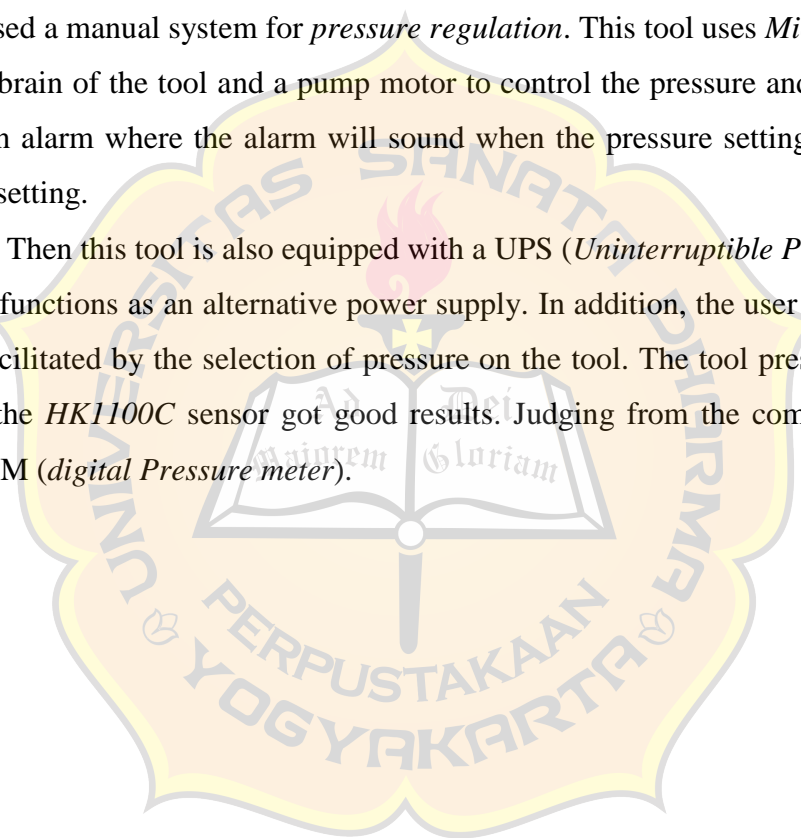 sed a manual system for pressure regulation. This tool uses Mi
brain of the tool and a pump motor to control the pressure and
n alarm where the alarm will sound when the pressure setting
setting.
Then this tool is also equipped with a UPS (Uninterruptible P
functions as an alternative power supply. In addition, the user
cilitated by the selection of pressure on the tool. The tool pres
the HK1100C sensor got good results. Judging from the com
M (digital Pressure meter).
UNIVERSITAS SANATA DHARMA
Ad Dei
Maiorem Gloriam
PERPUSTAKAAN
YOGYAKARTA